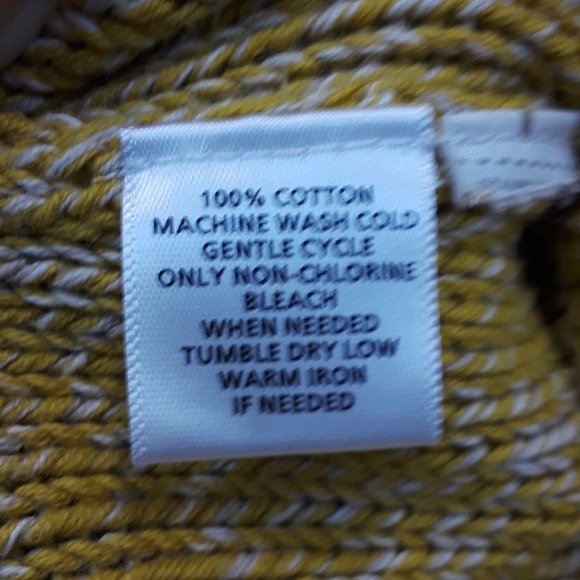 100% COTTON
MACHINE WASH COLD
GENTLE CYCLE
ONLY NON-CHLORINE
BLEACH
WHEN NEEDED
TUMBLE DRY LOW
WARM IRON
IF NEEDED